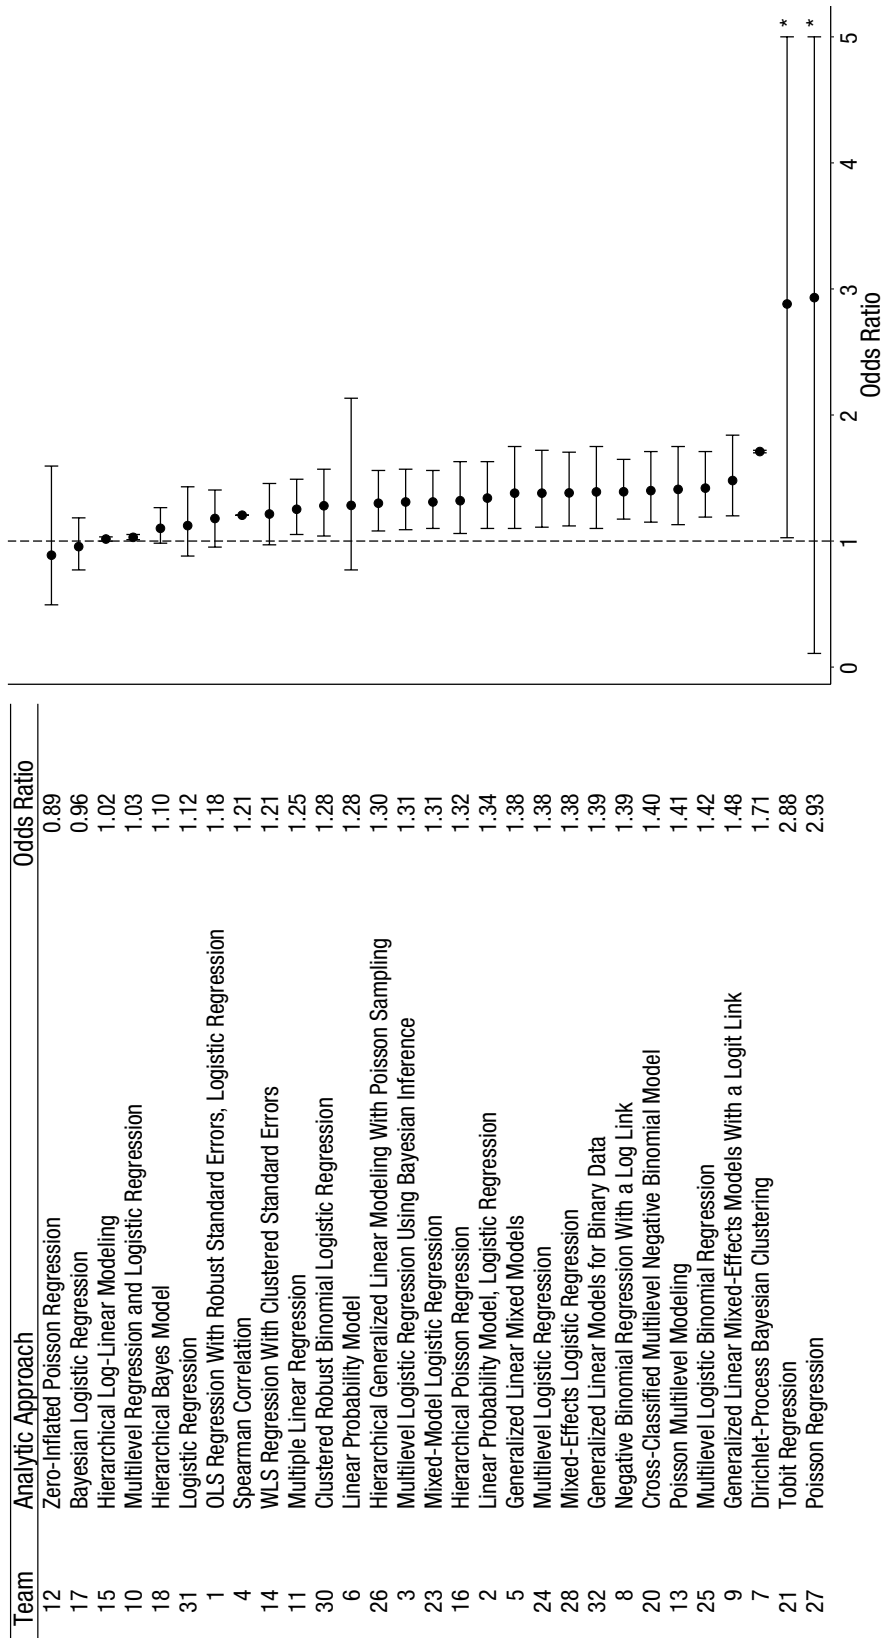 Team Analytic Approach Odds Ratio
12 Zero-Inflated Poisson Regression 0.89
17 Bayesian Logistic Regression 0.96
15 Hierarchical Log-Linear Modeling 1.02
10 Multilevel Regression and Logistic Regression 1.03
18 Hierarchical Bayes Model 1.10
31 Logistic Regression 1.12
1 OLS Regression With Robust Standard Errors, Logistic Regression 1.18
4 Spearman Correlation 1.21
14 WLS Regression With Clustered Standard Errors 1.21
11 Multiple Linear Regression 1.25
30 Clustered Robust Binomial Logistic Regression 1.28
6 Linear Probability Model 1.28
26 Hierarchical Generalized Linear Modeling With Poisson Sampling 1.30
3 Multilevel Logistic Regression Using Bayesian Inference 1.31
23 Mixed-Model Logistic Regression 1.31
16 Hierarchical Poisson Regression 1.32
2 Linear Probability Model, Logistic Regression 1.34
5 Generalized Linear Mixed Models 1.38
24 Multilevel Logistic Regression 1.38
28 Mixed-Effects Logistic Regression 1.38
32 Generalized Linear Models for Binary Data 1.39
8 Negative Binomial Regression With a Log Link 1.39
20 Cross-Classified Multilevel Negative Binomial Model 1.40
13 Poisson Multilevel Modeling 1.41
25 Multilevel Logistic Binomial Regression 1.42
9 Generalized Linear Mixed-Effects Models With a Logit Link 1.48
7 Dirichlet-Process Bayesian Clustering 1.71
21 Tobit Regression 2.88 *
27 Poisson Regression 2.93 *
0 1 2 3 4 5
Odds Ratio